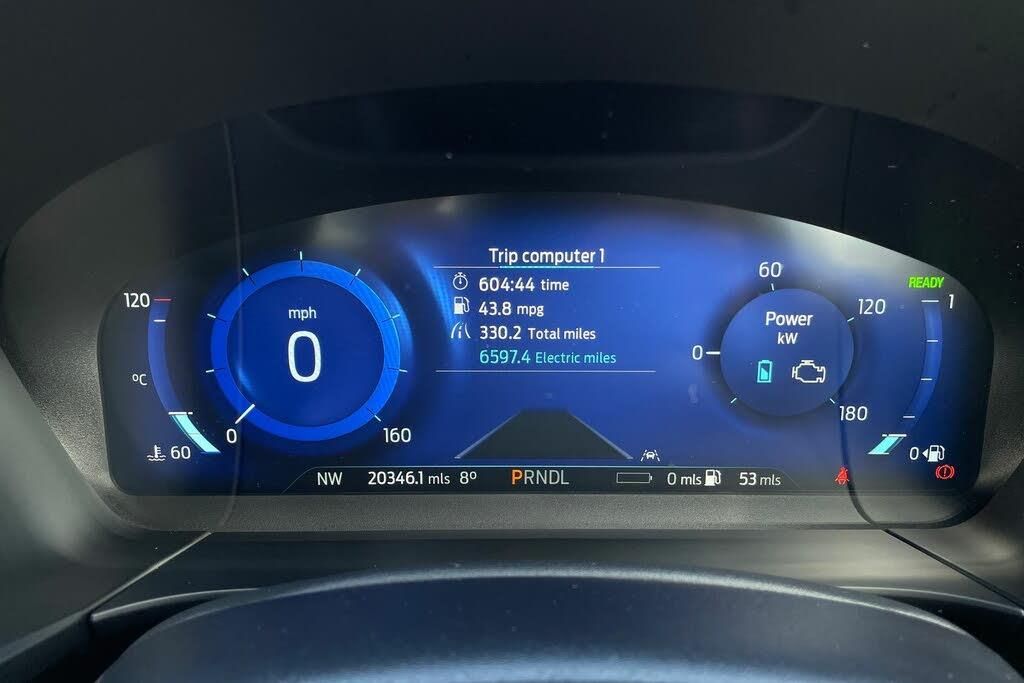 Trip computer 1
604:44 time
43.8 mpg
330.2 Total miles
6597.4 Electric miles
120
ºC
60
mph
0
0
160
60
120
0
180
Power
kW
READY
1
0
NW 20346.1 mls 8º PRNDL 0 mls 53 mls